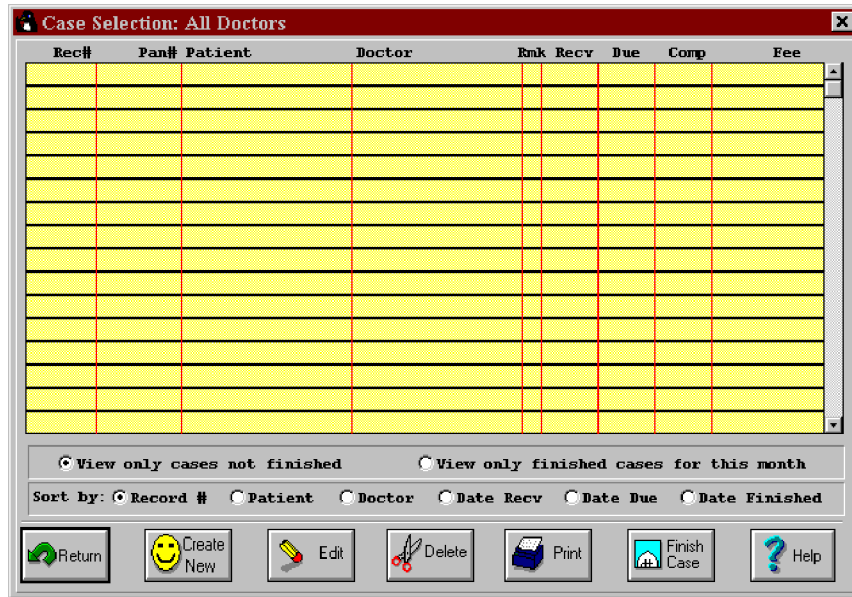 Case Selection: All Doctors
Rec# Pan# Patient Doctor Rmk Recv Due Comp Fee
View only cases not finished View only finished cases for this month
Sort by: Record # Patient Doctor Date Recv Date Due Date Finished
Return Create New Edit Delete Print Finish Case Help